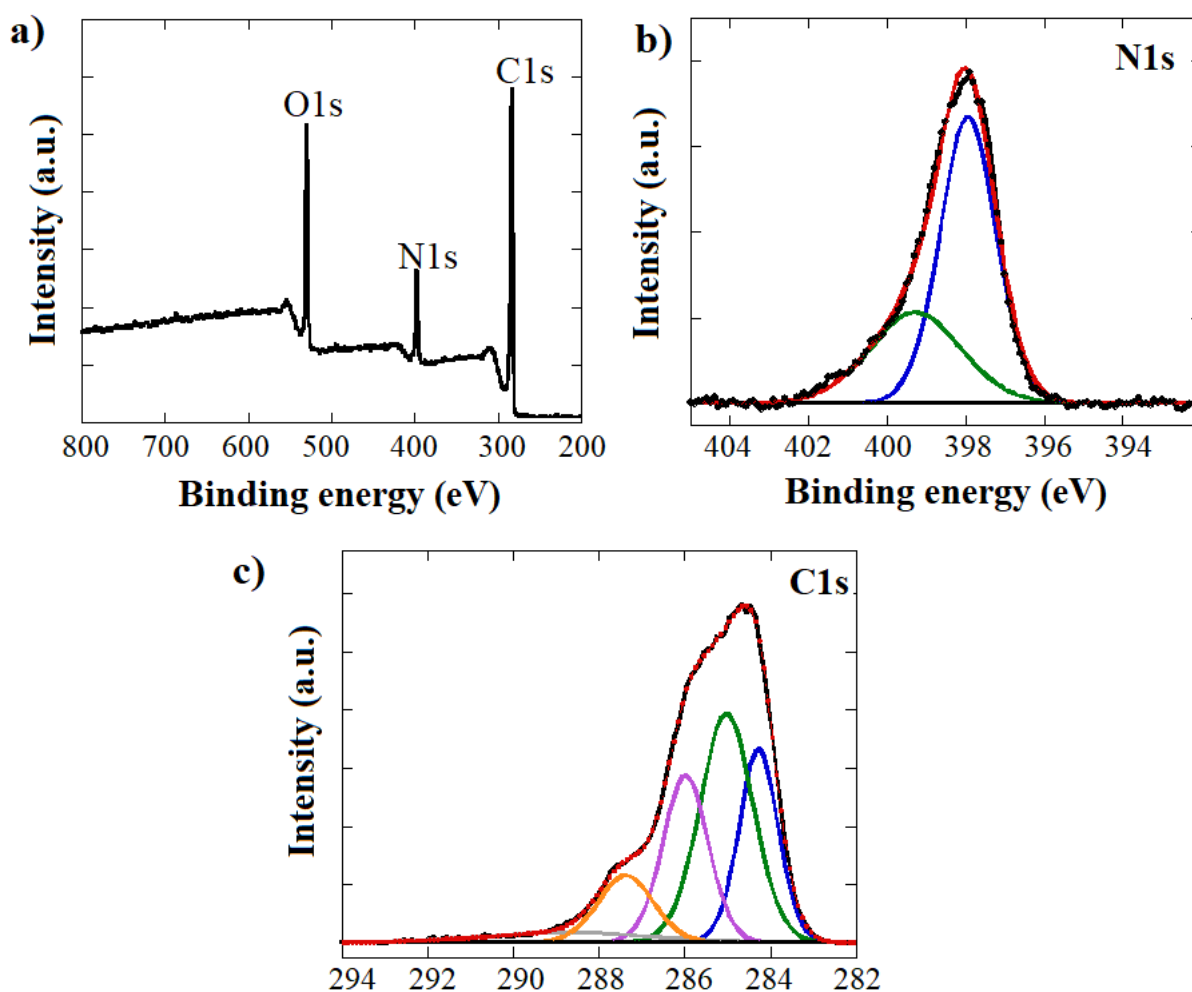 a)
O1s
C1s
N1s
Intensity (a.u.)
800 700 600 500 400 300 200
Binding energy (eV)
b)
N1s
Intensity (a.u.)
404 402 400 398 396 394
Binding energy (eV)
c)
C1s
Intensity (a.u.)
294 292 290 288 286 284 282